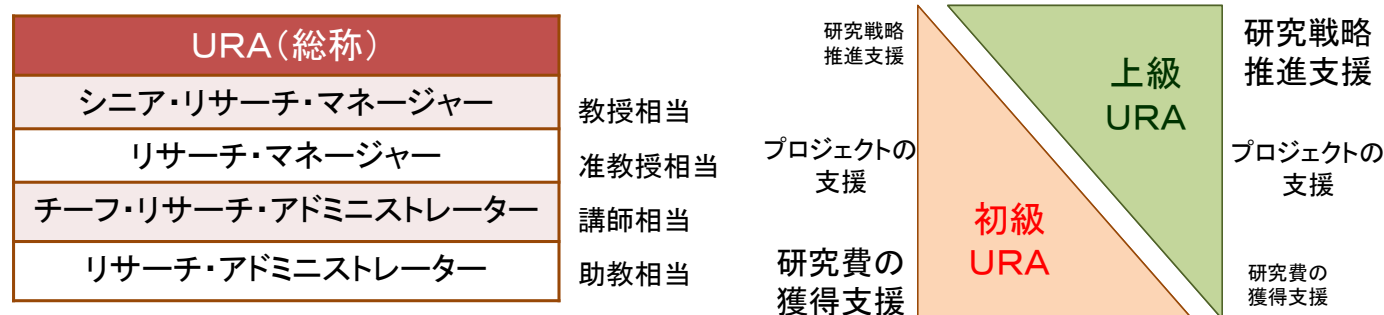 URA（総称）
シニア・リサーチ・マネージャー
教授相当
リサーチ・マネージャー
准教授相当
チーフ・リサーチ・アドミニストレーター
講師相当
リサーチ・アドミニストレーター
助教相当
研究戦略
推進支援
プロジェクトの
支援
研究費の
獲得支援
初級
URA
上級
URA
研究戦略
推進支援
プロジェクトの
支援
研究費の
獲得支援